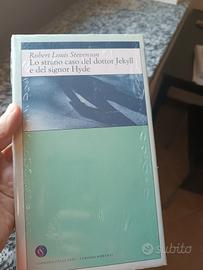 Robert Louis Stevenson
Lo strano caso del dottor Jekyll
e del signor Hyde
subito